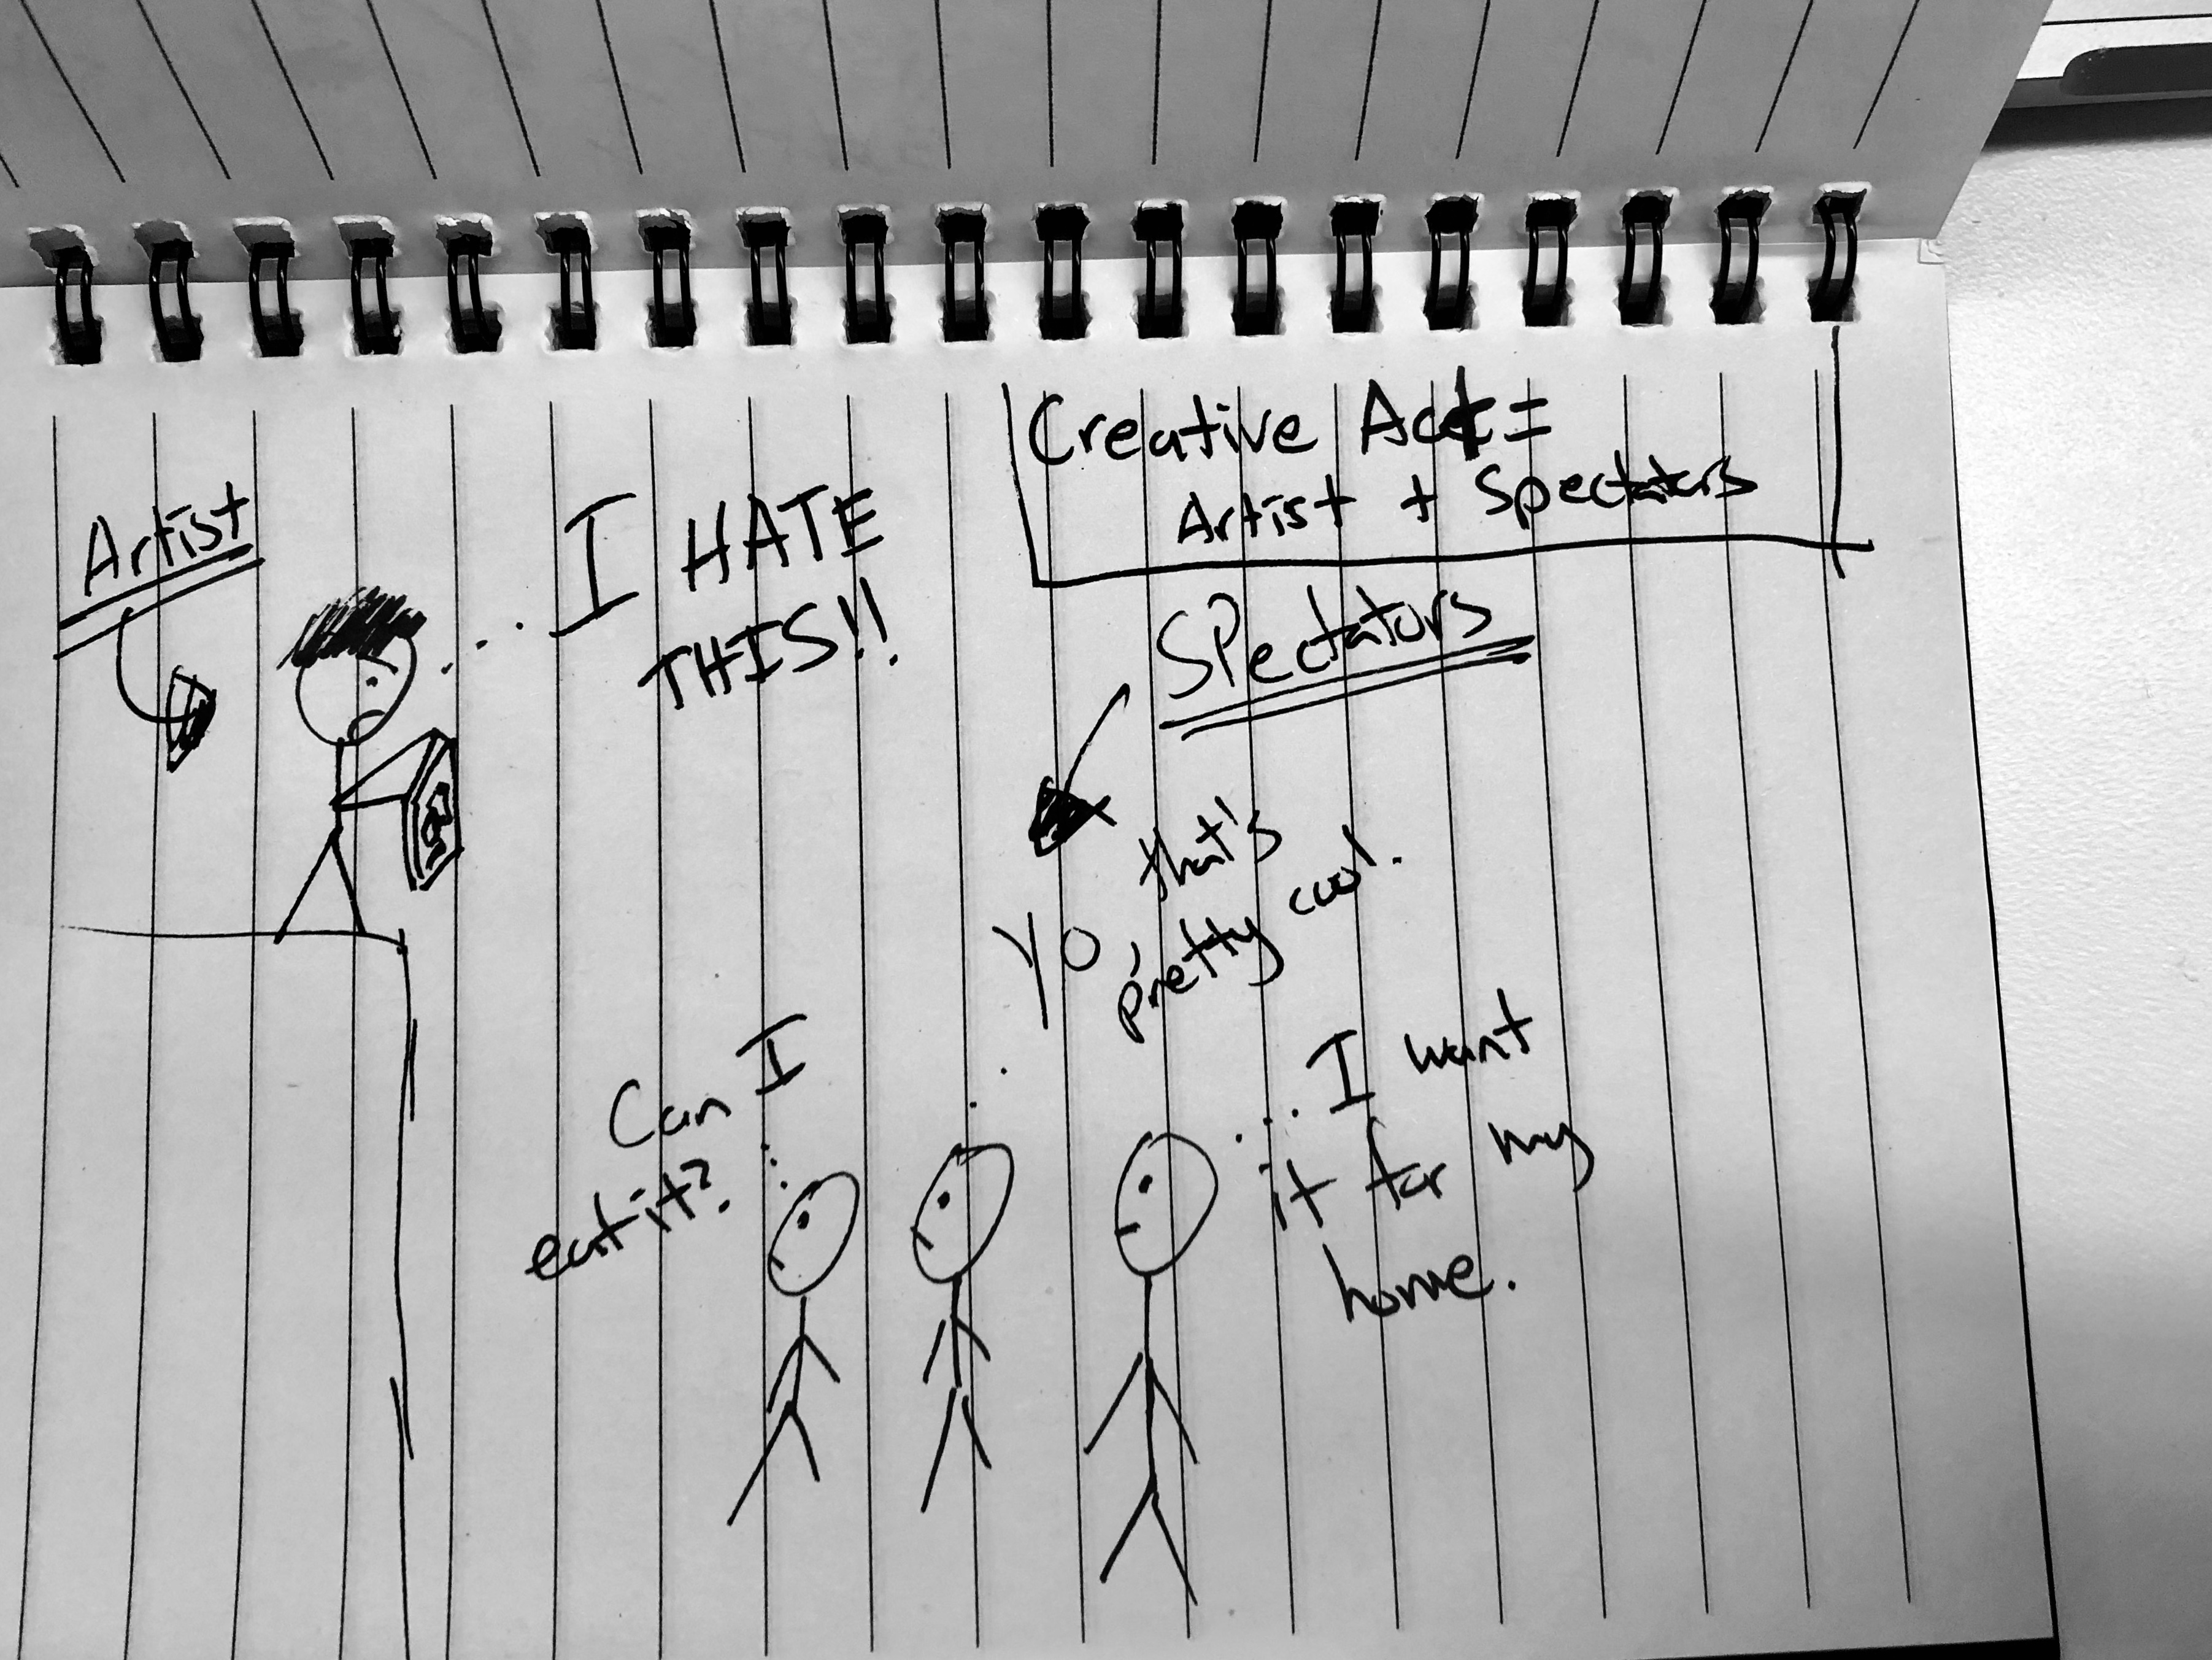 Creative Act =
Artist + Spectators
Artist
I HATE
THIS!!
SPectators
Yo, that's
pretty cool.
Can I
eat it?
I want
it for my
home.